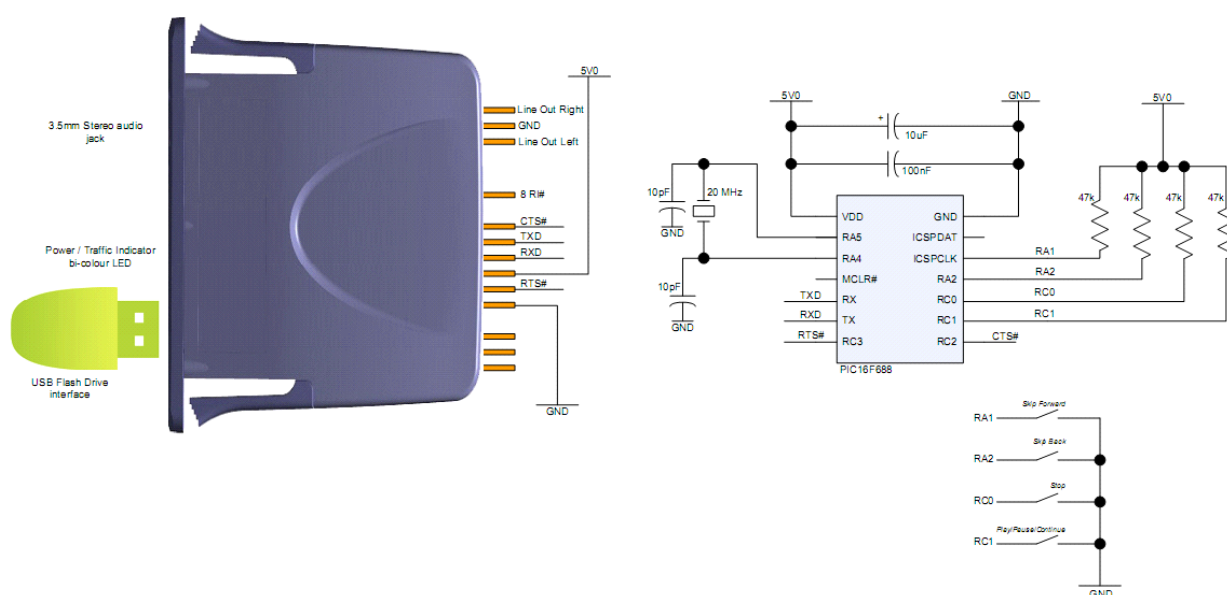 3.5mm Stereo audio
jack
Power / Traffic Indicator
bi-colour LED
USB Flash Drive
interface
5V0
Line Out Right
GND
Line Out Left
8 RI#
CTS#
TXD
RXD
RTS#
GND
5V0
GND
+
10uF
100nF
10pF
20 MHz
GND
10pF
GND
VDD
RA5
RA4
MCLR#
RX
TX
RC3
GND
ICSPDAT
ICSPCLK
RA2
RC0
RC1
RC2
PIC16F688
TXD
RXD
RTS#
RA1
RA2
RC0
RC1
CTS#
5V0
47k
47k
47k
47k
RA1
Skip Forward
RA2
Skip Back
RC0
Stop
RC1
Play/Pause/Continue
GND